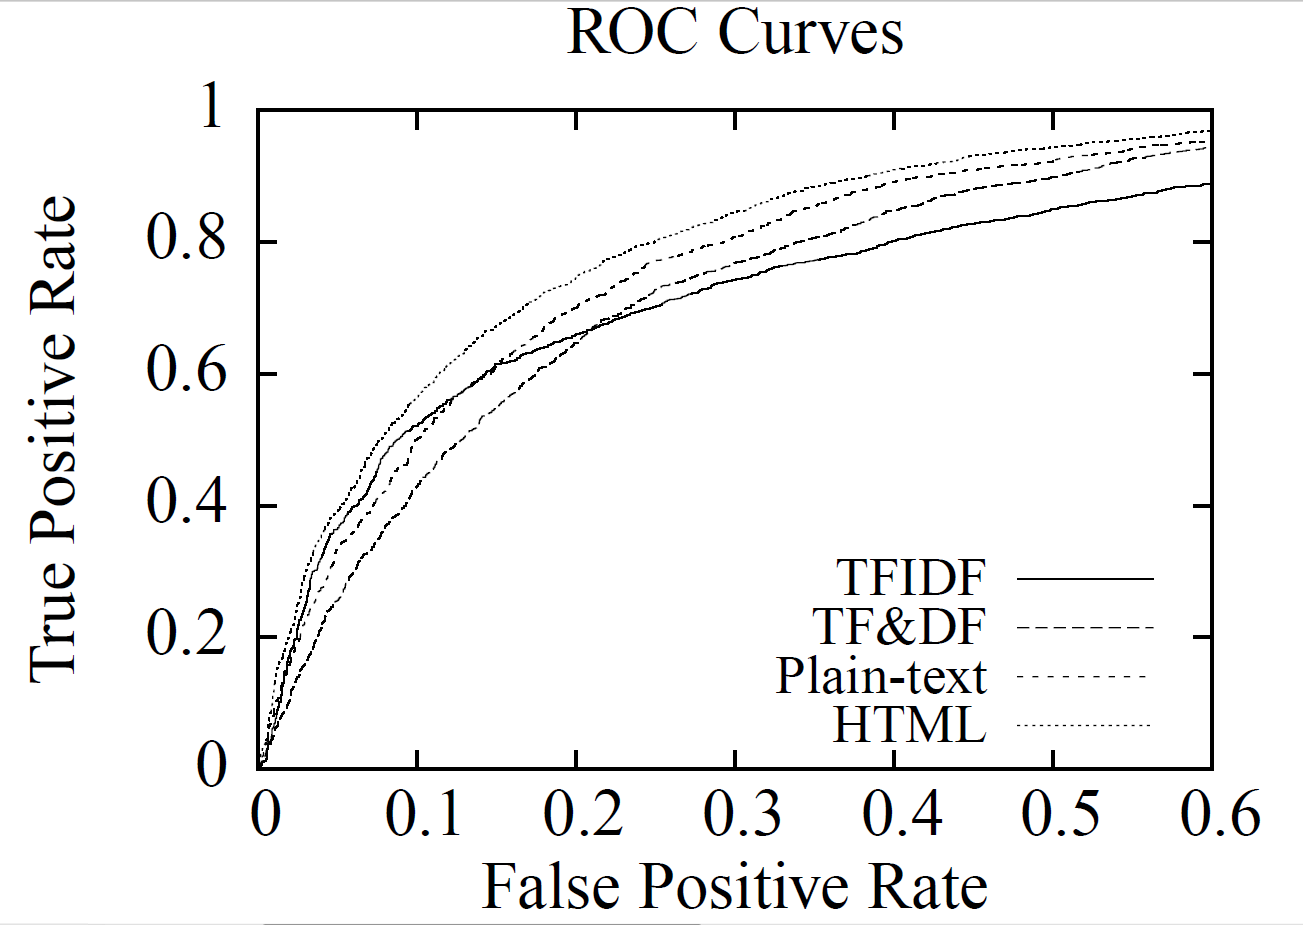 ROC Curves
True Positive Rate
1
0.8
0.6
0.4
0.2
0
TFIDF
TF&DF
Plain-text
HTML
0 0.1 0.2 0.3 0.4 0.5 0.6
False Positive Rate